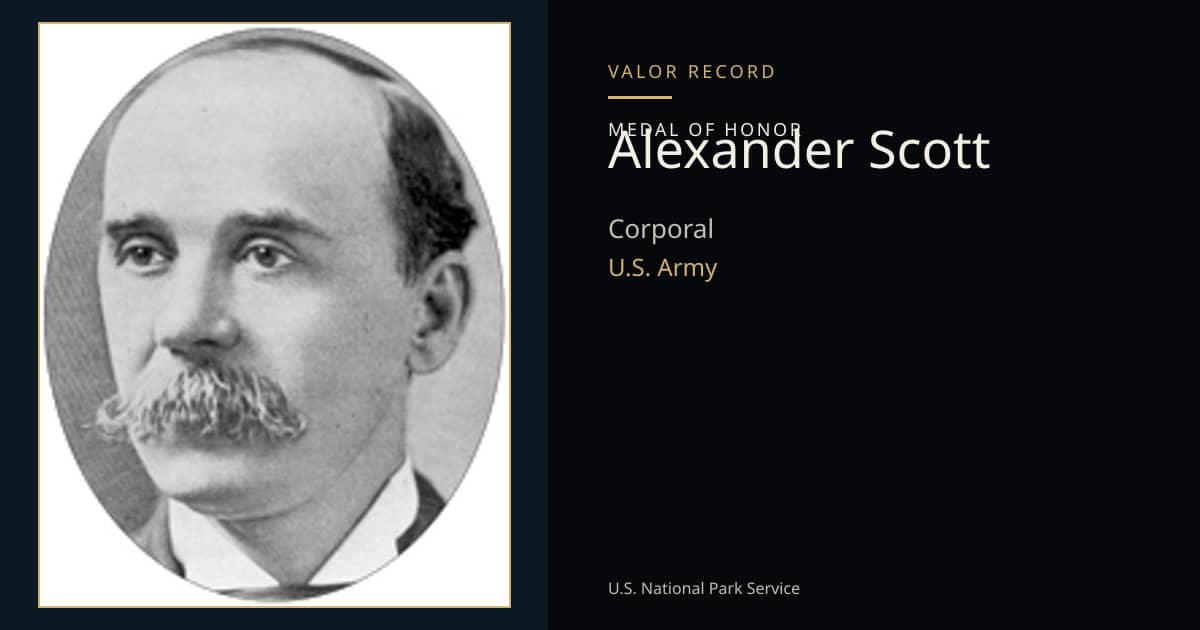 VALOR RECORD
MEDAL OF HONOR
Alexander Scott
Corporal
U.S. Army
U.S. National Park Service